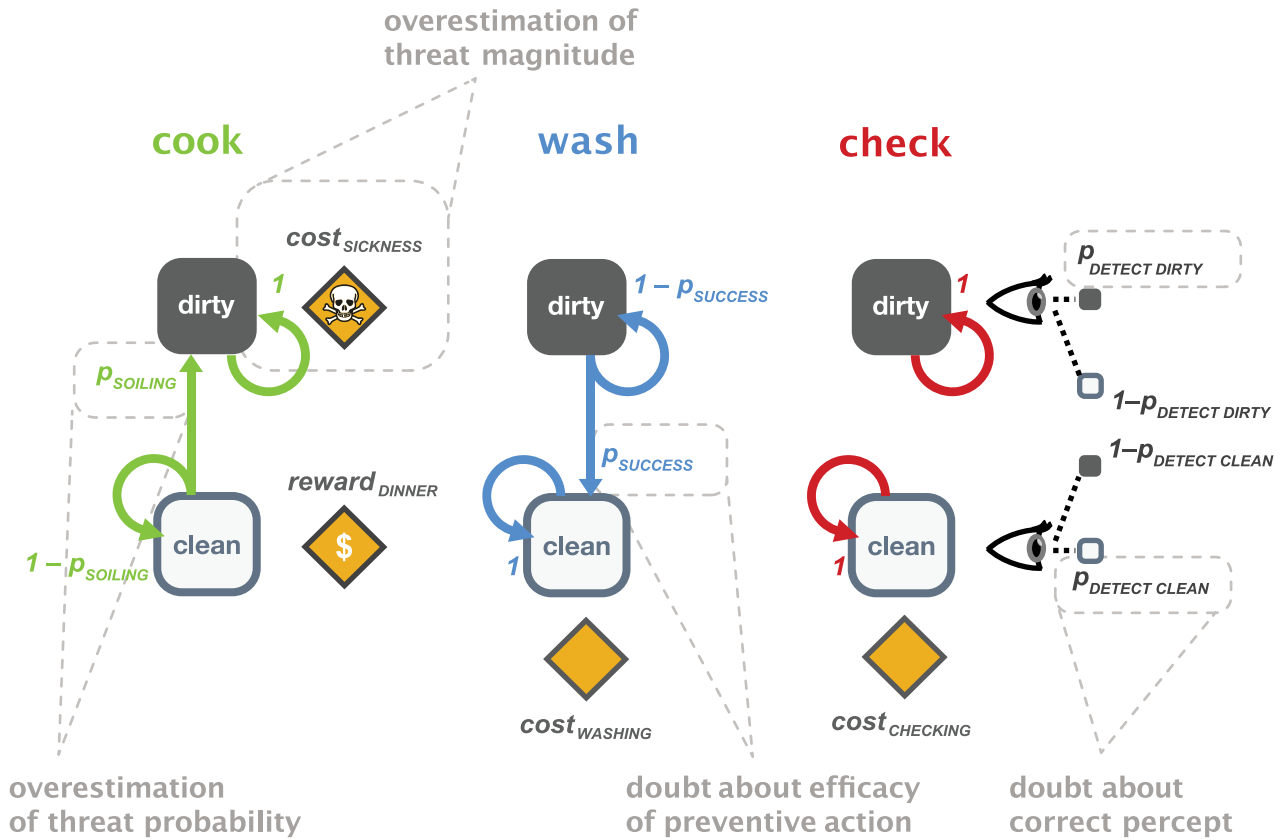 overestimation of
threat magnitude
cook
wash
check
cost SICKNESS
dirty
1
p SOILING
1 – p SOILING
clean
reward DINNER
$
dirty
1 – p SUCCESS
p SUCCESS
clean
1
cost WASHING
dirty
1
p DETECT DIRTY
1–p DETECT DIRTY
1–p DETECT CLEAN
clean
1
p DETECT CLEAN
cost CHECKING
overestimation
of threat probability
doubt about efficacy
of preventive action
doubt about
correct percept